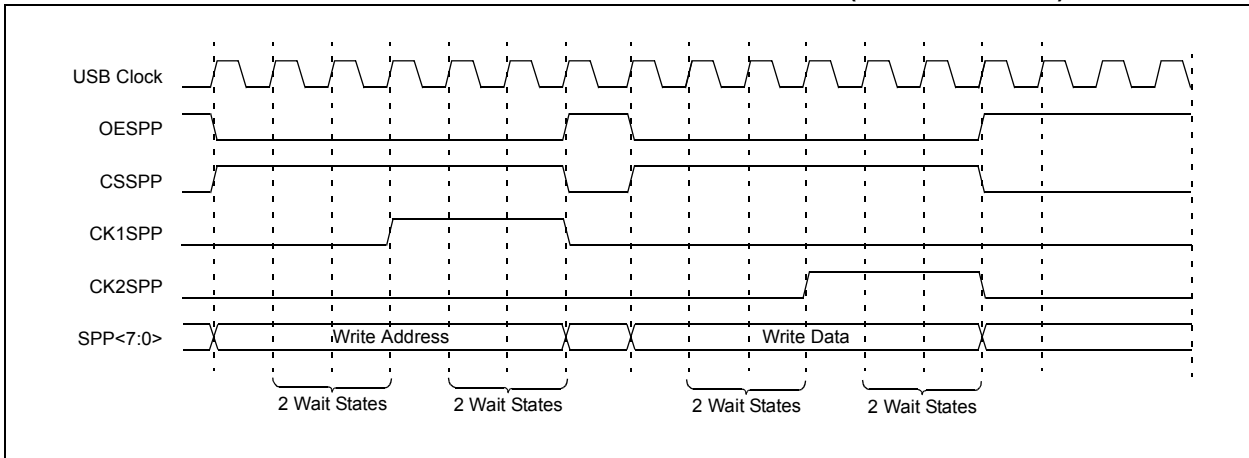 USB Clock
OESPP
CSSPP
CK1SPP
CK2SPP
SPP<7:0>
Write Address
Write Data
2 Wait States
2 Wait States
2 Wait States
2 Wait States